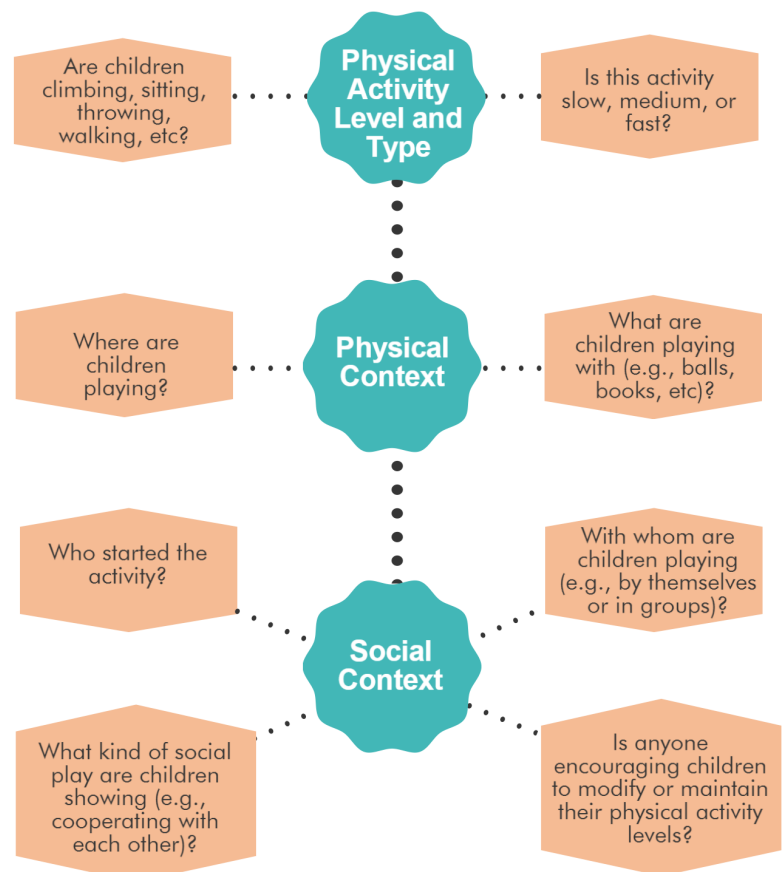 Are children
climbing, sitting,
throwing,
walking, etc?
Physical
Activity
Level and
Type
Is this activity
slow, medium, or
fast?
Where are
children
playing?
Physical
Context
What are
children playing
with (e.g., balls,
books, etc)?
Who started the
activity?
With whom are
children playing
(e.g., by themselves
or in groups)?
Social
Context
What kind of social
play are children
showing (e.g.,
cooperating with
each other)?
Is anyone
encouraging children
to modify or maintain
their physical activity
levels?